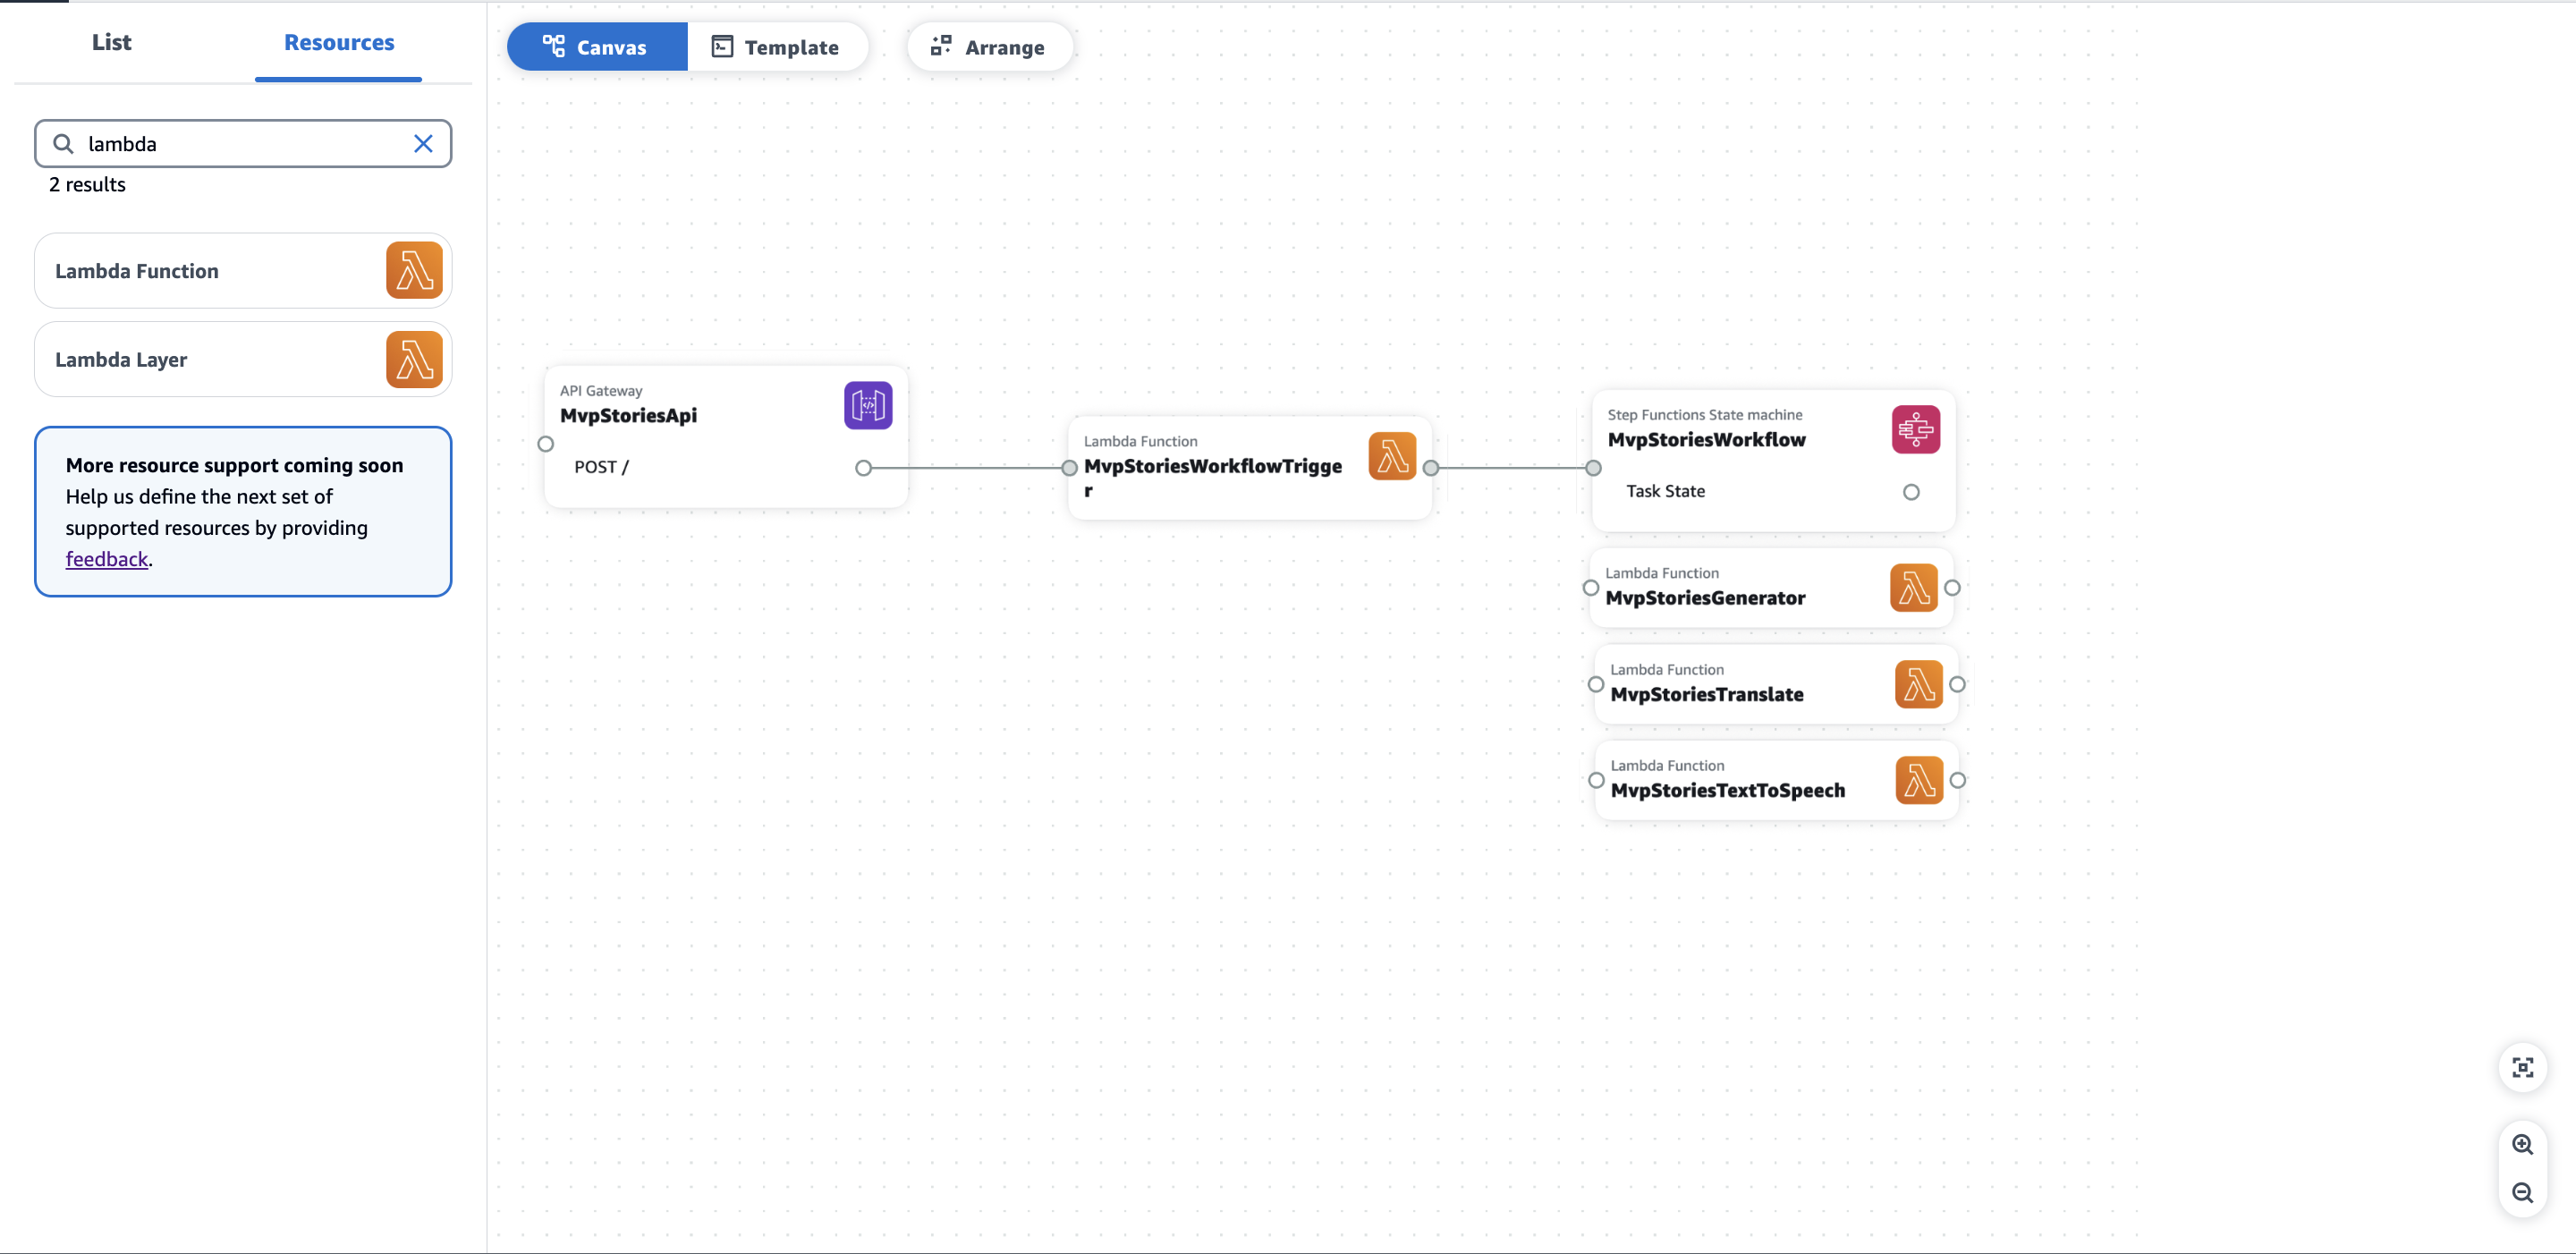 List
Resources
lambda
2 results
Lambda Function
Lambda Layer
More resource support coming soon
Help us define the next set of
supported resources by providing
feedback.
Canvas
Template
Arrange
API Gateway
MvpStoriesApi
POST /
Lambda Function
MvpStoriesWorkflowTrigge
r
Step Functions State machine
MvpStoriesWorkflow
Task State
Lambda Function
MvpStoriesGenerator
Lambda Function
MvpStoriesTranslate
Lambda Function
MvpStoriesTextToSpeech